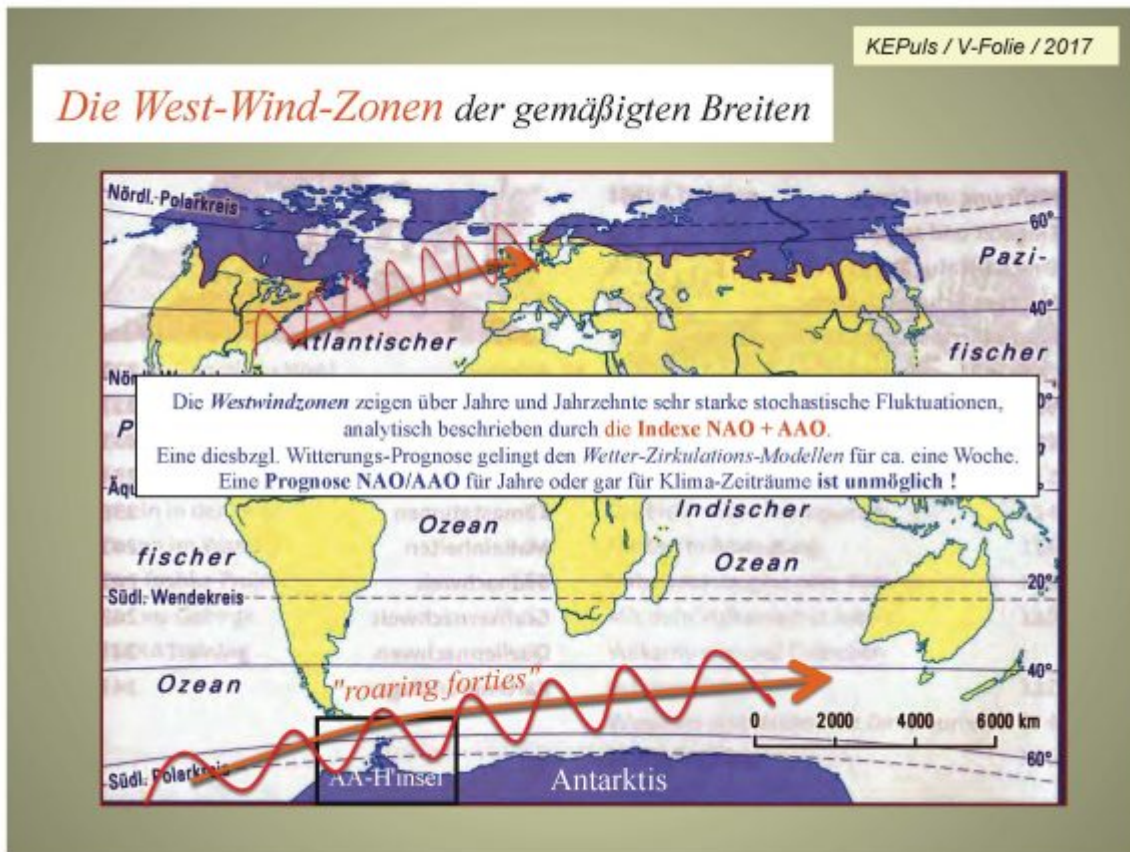 KEPuls / V-Folie / 2017
Die West-Wind-Zonen der gemäßigten Breiten
Nördl.-Polarkreis
60°
Pazi-
40°
Atlantischer
fischer
Die Westwindzonen zeigen über Jahre und Jahrzehnte sehr starke stochastische Fluktuationen,
analytisch beschrieben durch die Indexe NAO + AAO.
Eine diesbzgl. Witterungs-Prognose gelingt den Wetter-Zirkulations-Modellen für ca. eine Woche.
Eine Prognose NAO/AAO für Jahre oder gar für Klima-Zeiträume ist unmöglich !
Ozean
Indischer
fischer
Ozean
20°
Südl. Wendekreis
40°
Ozean
"roaring forties"
0 2000 4000 6000 km
60°
Südl. Polarkreis
AA-H'insel
Antarktis